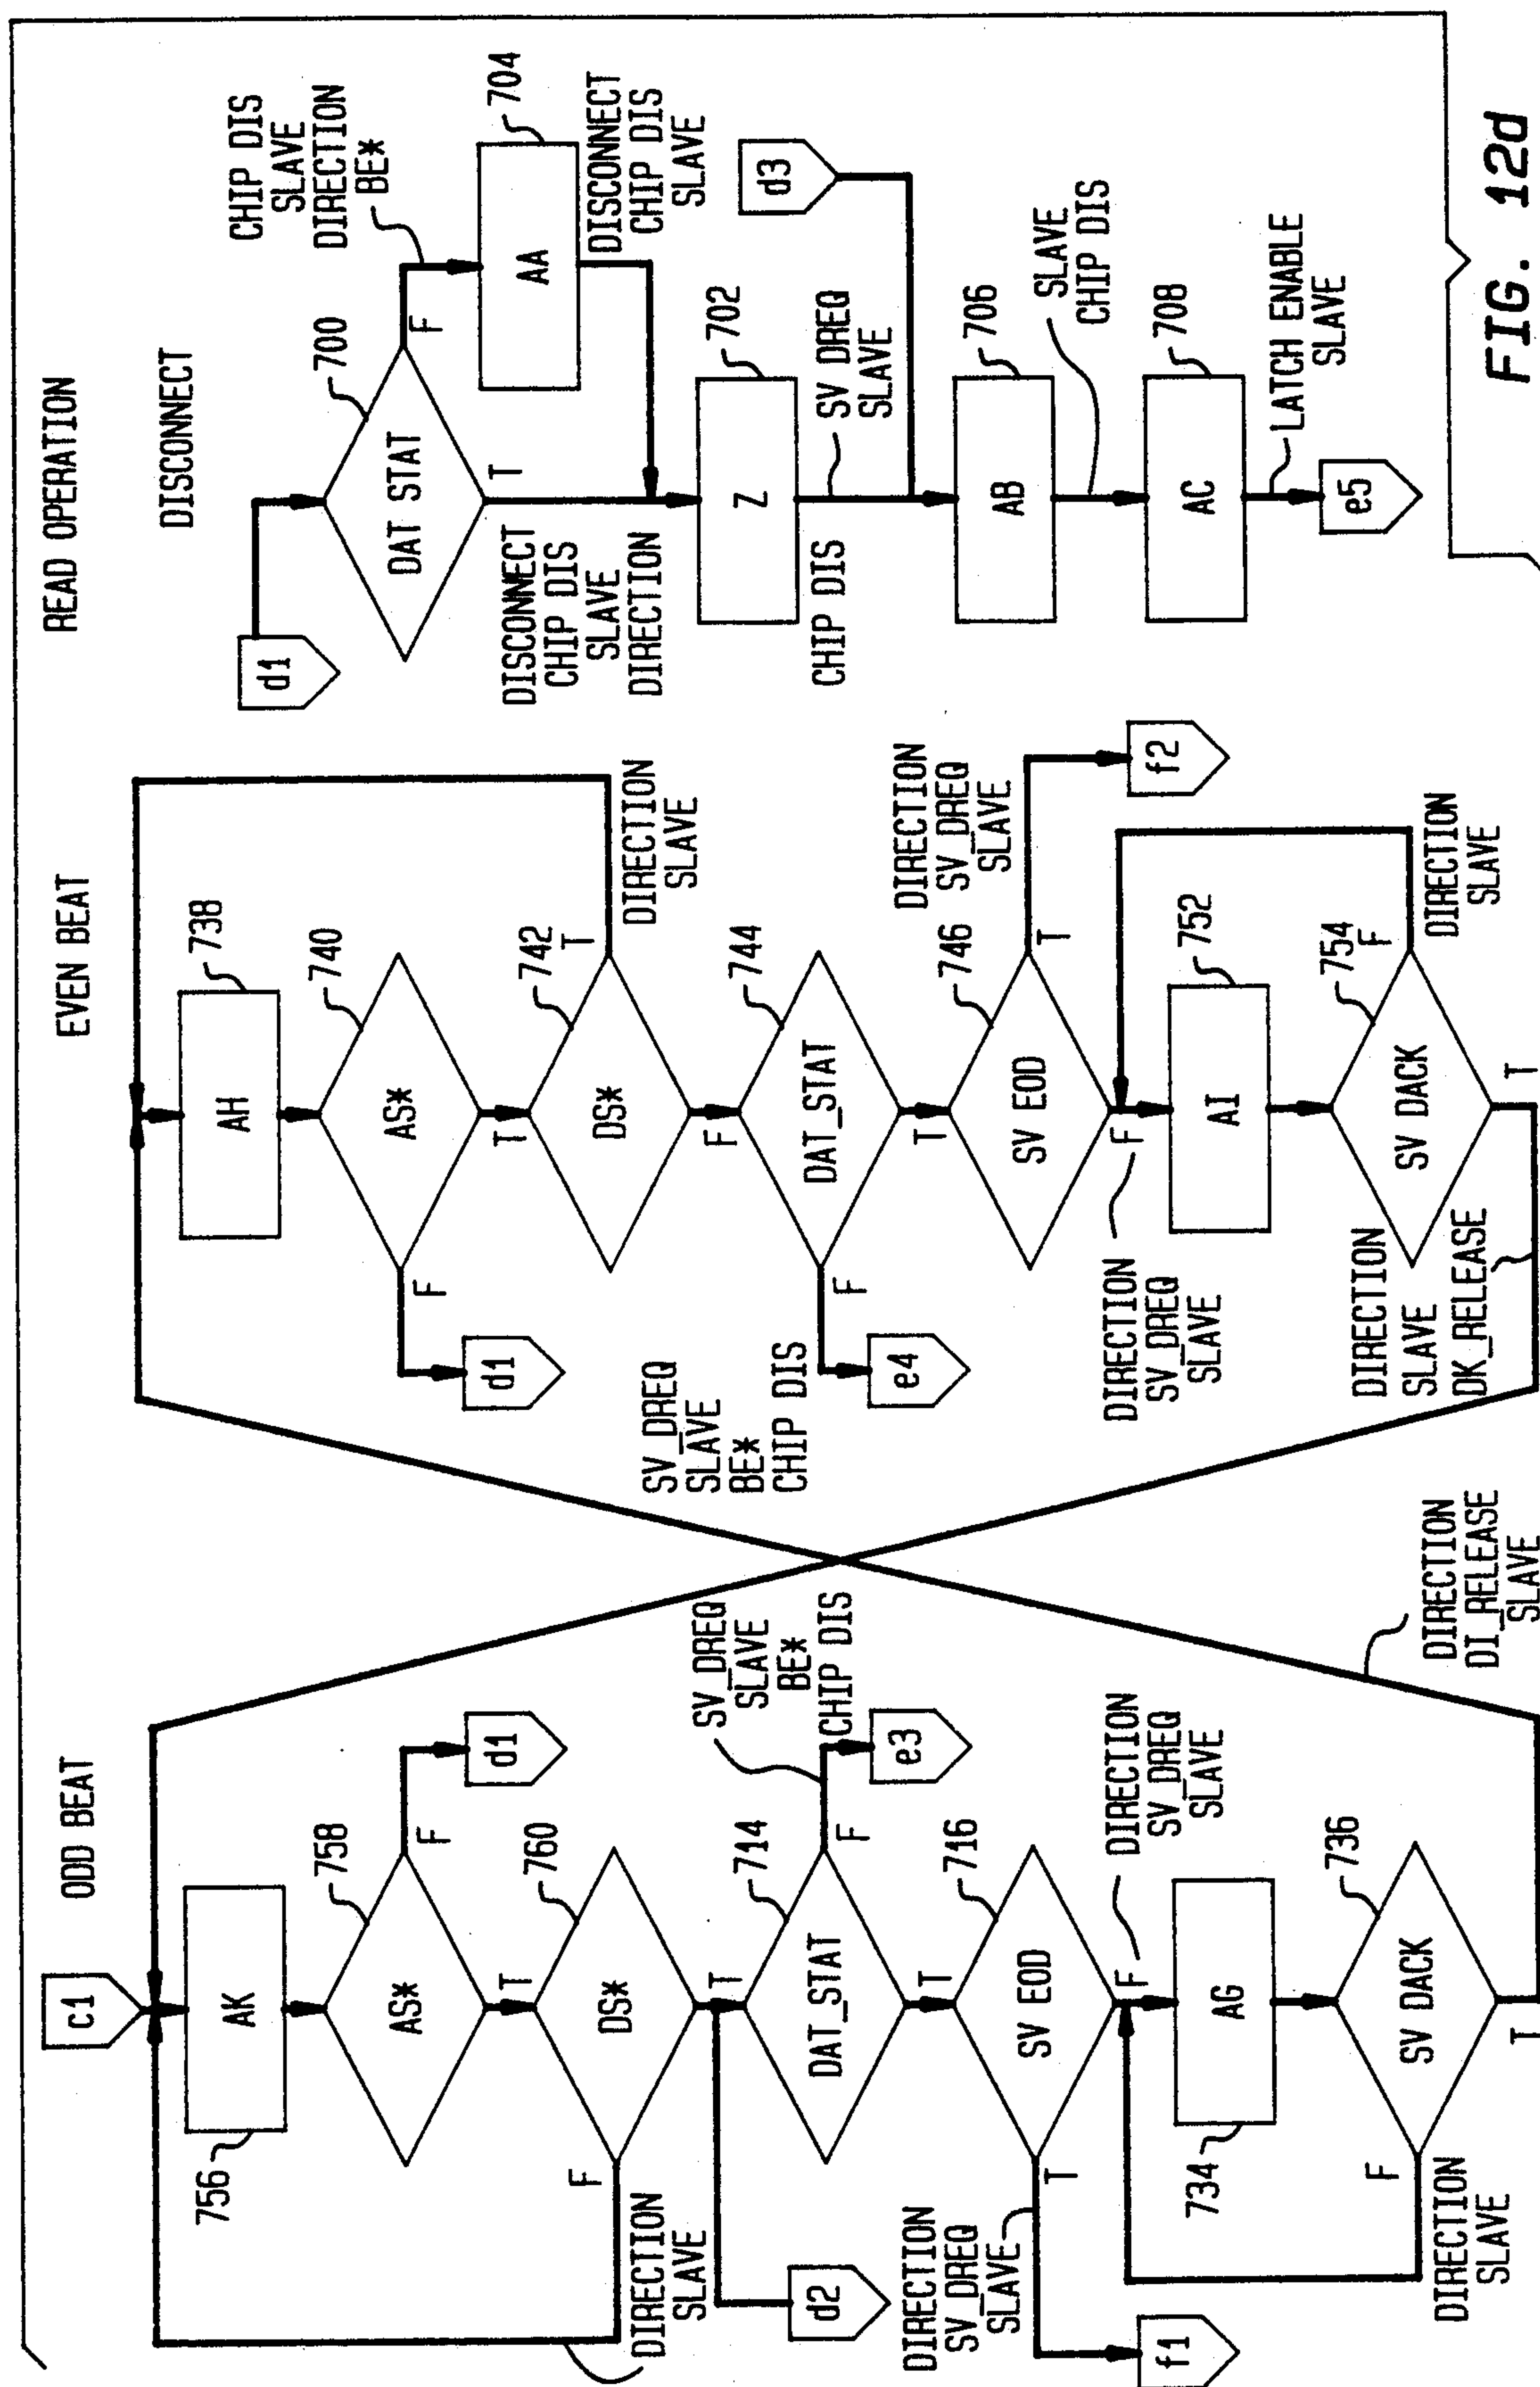 READ OPERATION
ODD BEAT
c1
AK
756
AS*
758
F
d1
T
DS*
760
F
DIRECTION
SLAVE
T
d2
DAT_STAT
714
F
SV_DREQ
SLAVE
BE*
CHIP DIS
e3
T
SV EOD
716
T
DIRECTION
SV_DREQ
SLAVE
f1
F
DIRECTION
SV_DREQ
SLAVE
AG
734
SV DACK
736
F
DIRECTION
SLAVE
T
DIRECTION
DI_RELEASE
SLAVE
EVEN BEAT
AH
738
AS*
740
F
d1
T
DS*
742
T
DIRECTION
SLAVE
F
DAT_STAT
744
F
SV_DREQ
SLAVE
BE*
CHIP DIS
e4
T
SV EOD
746
T
DIRECTION
SV_DREQ
SLAVE
f2
F
DIRECTION
SV_DREQ
SLAVE
AI
752
SV DACK
754
F
DIRECTION
SLAVE
T
DIRECTION
SLAVE
DK_RELEASE
DISCONNECT
d1
DAT STAT
700
F
CHIP DIS
SLAVE
DIRECTION
BE*
AA
704
DISCONNECT
CHIP DIS
SLAVE
T
DISCONNECT
CHIP DIS
SLAVE
DIRECTION
Z
702
CHIP DIS
SV DREQ
SLAVE
d3
AB
706
SLAVE
CHIP DIS
AC
708
LATCH ENABLE
SLAVE
e5
FIG. 12d